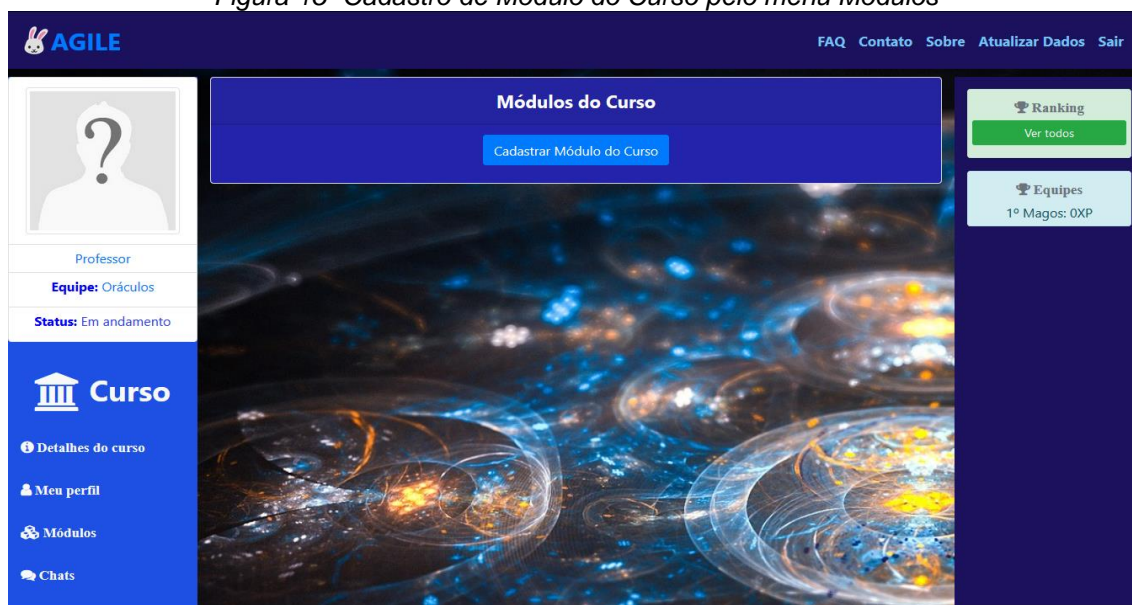 Cadastro de Módulo do Curso pelo menu Módulos
AGILE
FAQ Contato Sobre Atualizar Dados Sair
?
Professor
Equipe: Oráculos
Status: Em andamento
Curso
Detalhes do curso
Meu perfil
Módulos
Chats
Módulos do Curso
Cadastrar Módulo do Curso
Ranking
Ver todos
Equipes
1º Magos: 0XP